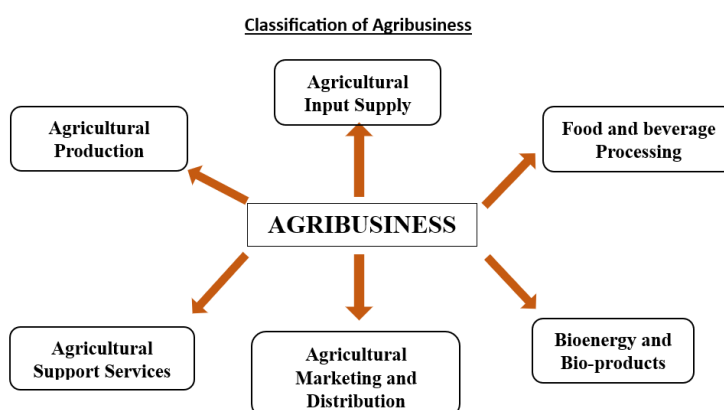 Classification of Agribusiness
Agricultural
Input Supply
Agricultural
Production
Food and beverage
Processing
AGRIBUSINESS
Agricultural
Support Services
Agricultural
Marketing and
Distribution
Bioenergy and
Bio-products